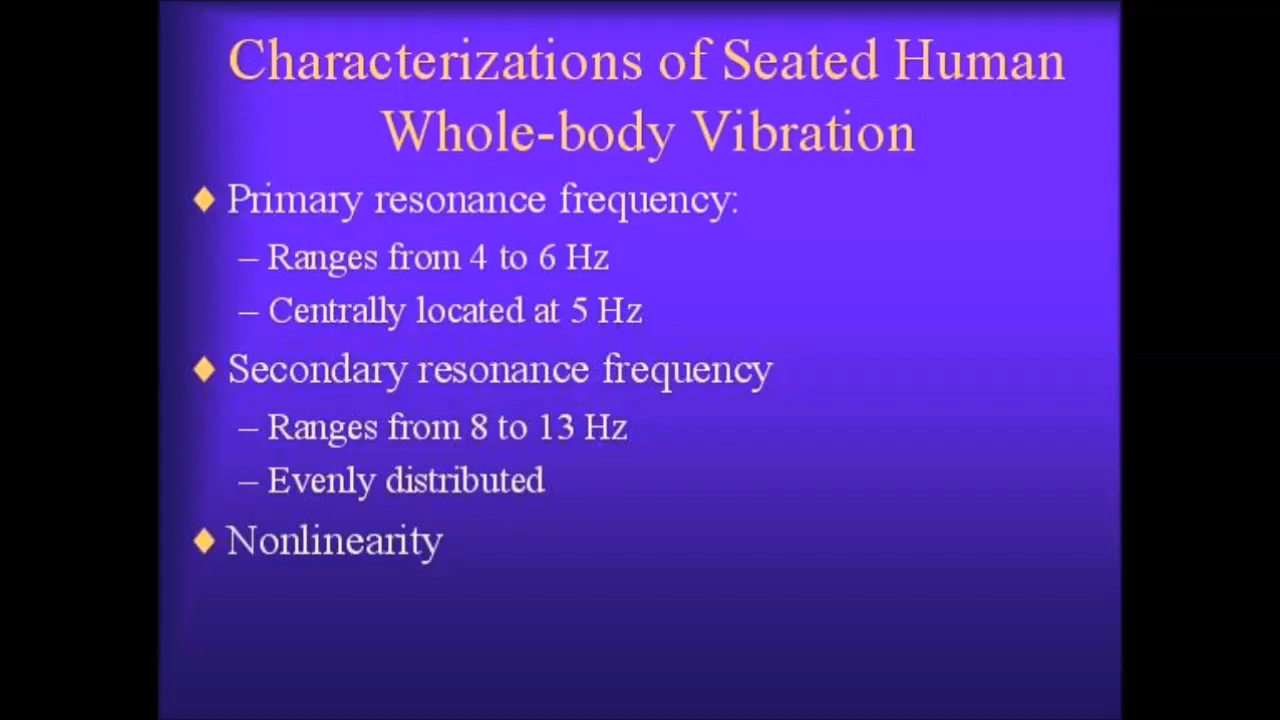 Characterizations of Seated Human
Whole-body Vibration
Primary resonance frequency:
– Ranges from 4 to 6 Hz
– Centrally located at 5 Hz
Secondary resonance frequency
– Ranges from 8 to 13 Hz
– Evenly distributed
Nonlinearity